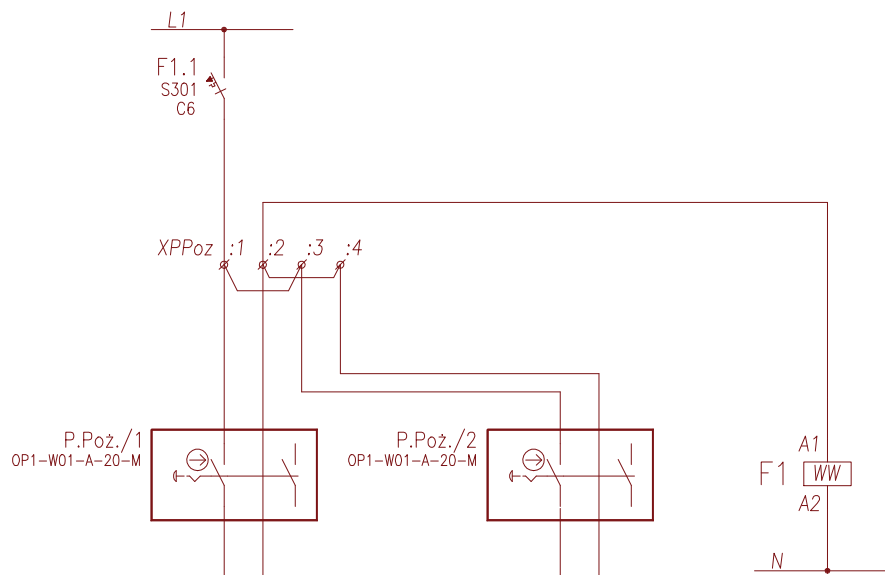 L1
F1.1
S301
C6
XPPoz :1 :2 :3 :4
P.Poż./1
OP1-W01-A-20-M
P.Poż./2
OP1-W01-A-20-M
A1
F1 WW
A2
N